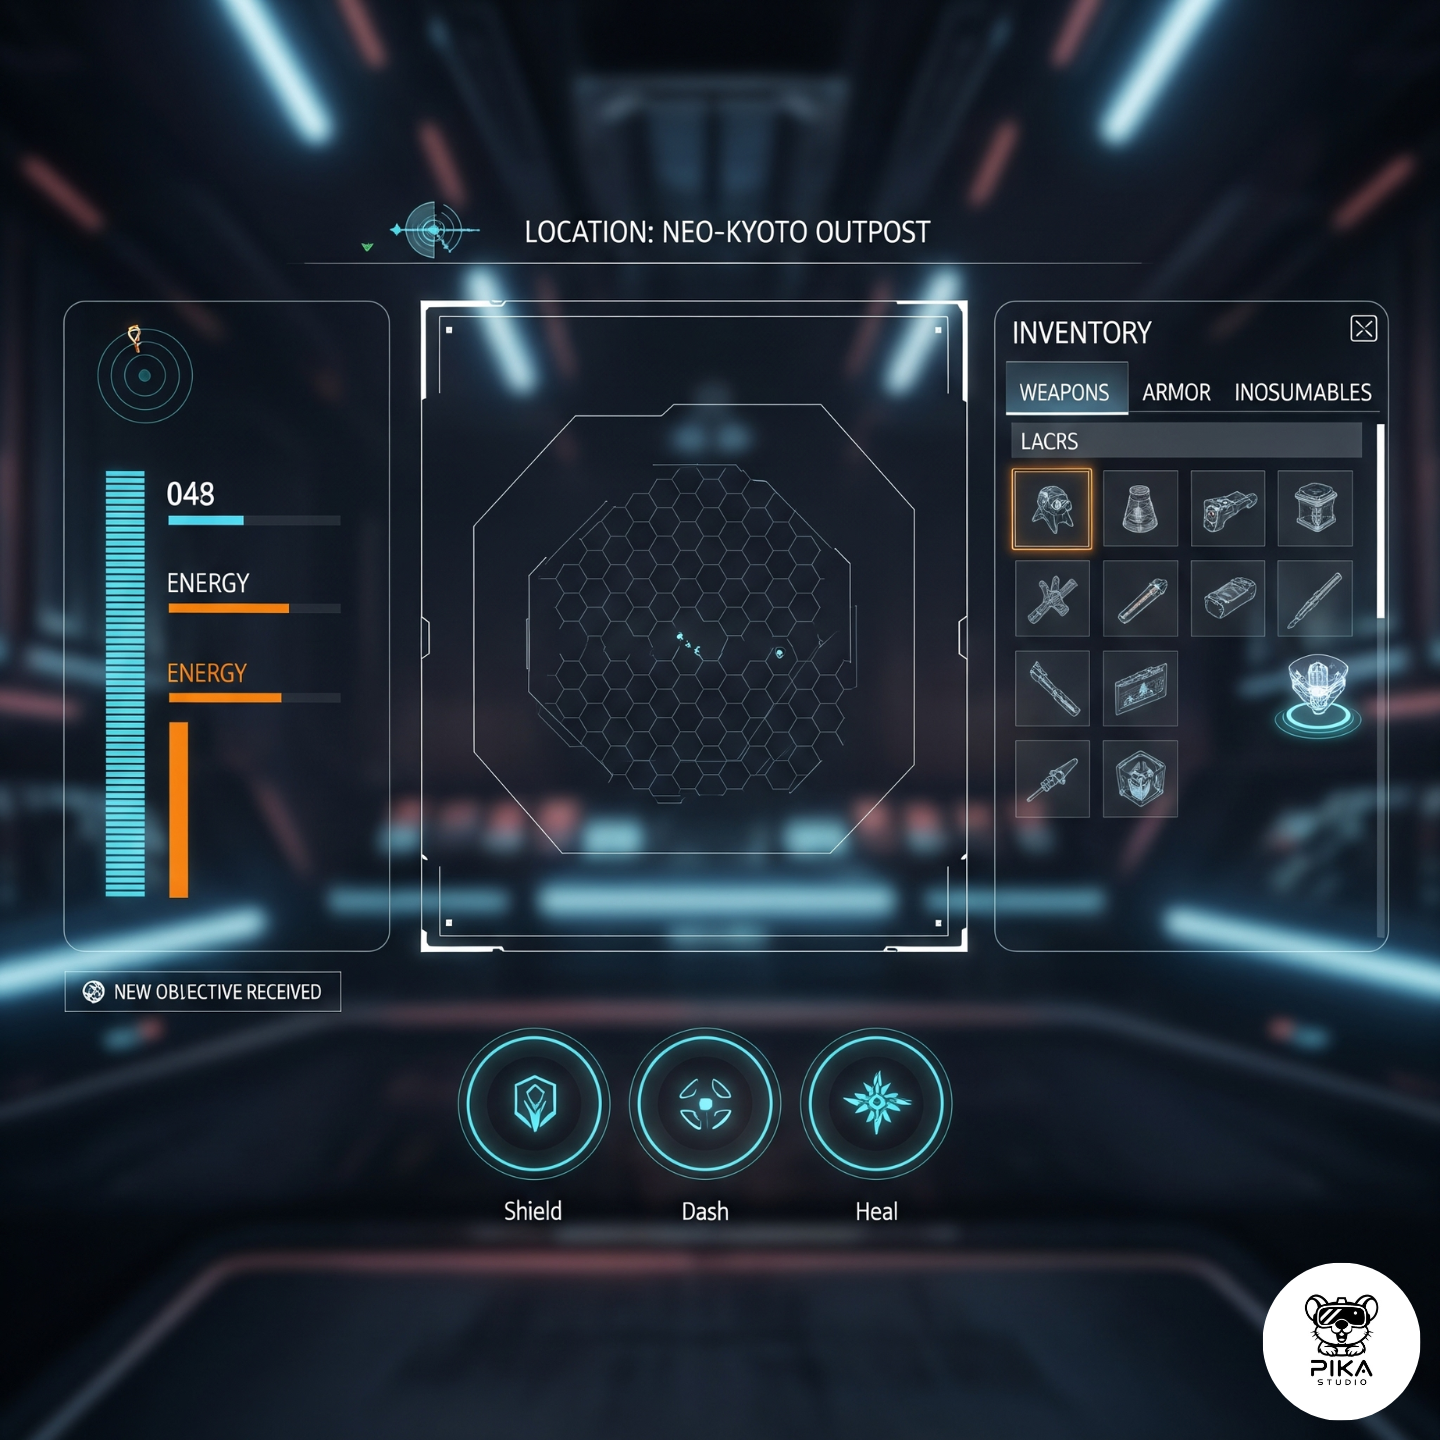 LOCATION: NEO-KYOTO OUTPOST
048
ENERGY
ENERGY
INVENTORY
WEAPONS ARMOR INOSUMABLES
LACRS
NEW OBLECTIVE RECEIVED
Shield Dash Heal
PIKA
STUDIO